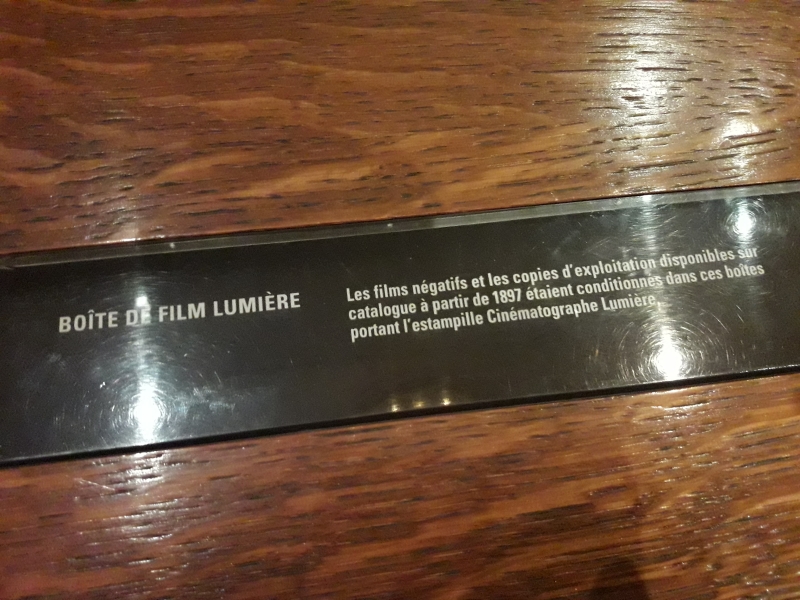 BOÎTE DE FILM LUMIÈRE
Les films négatifs et les copies d'exploitation disponibles sur
catalogue à partir de 1897 étaient conditionnés dans ces boîtes
portant l'estampille Cinématographe Lumière.